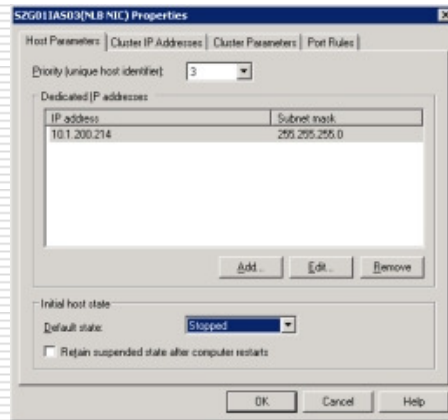 SZG01IAS03(NLB NIC) Properties
Host Parameters Cluster IP Addresses Cluster Parameters Port Rules
Priority (unique host identifier): 3
Dedicated IP addresses
IP address Subnet mask
10.1.200.214 255.255.255.0
Add... Edit... Remove
Initial host state
Default state: Stopped
Retain suspended state after computer restarts
OK Cancel Help